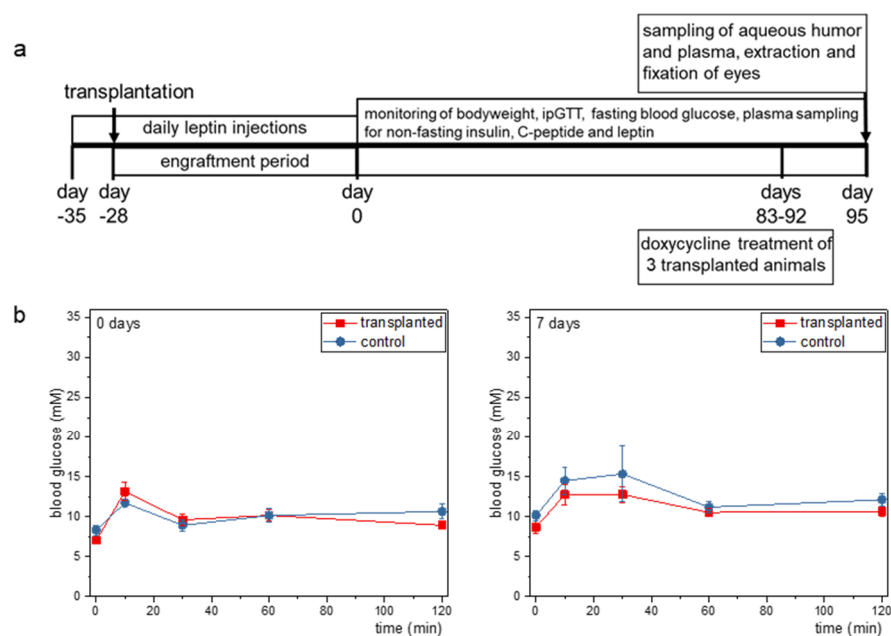 a
sampling of aqueous humor
and plasma, extraction and
fixation of eyes
transplantation
daily leptin injections
monitoring of bodyweight, ipGTT, fasting blood glucose, plasma sampling
for non-fasting insulin, C-peptide and leptin
engraftment period
day
-35
day
-28
day
0
days
83-92
day
95
doxycycline treatment of
3 transplanted animals
b
0 days
transplanted
control
blood glucose (mM)
35
30
25
20
15
10
5
0
0 20 40 60 80 100 120
time (min)
7 days
transplanted
control
blood glucose (mM)
35
30
25
20
15
10
5
0
0 20 40 60 80 100 120
time (min)